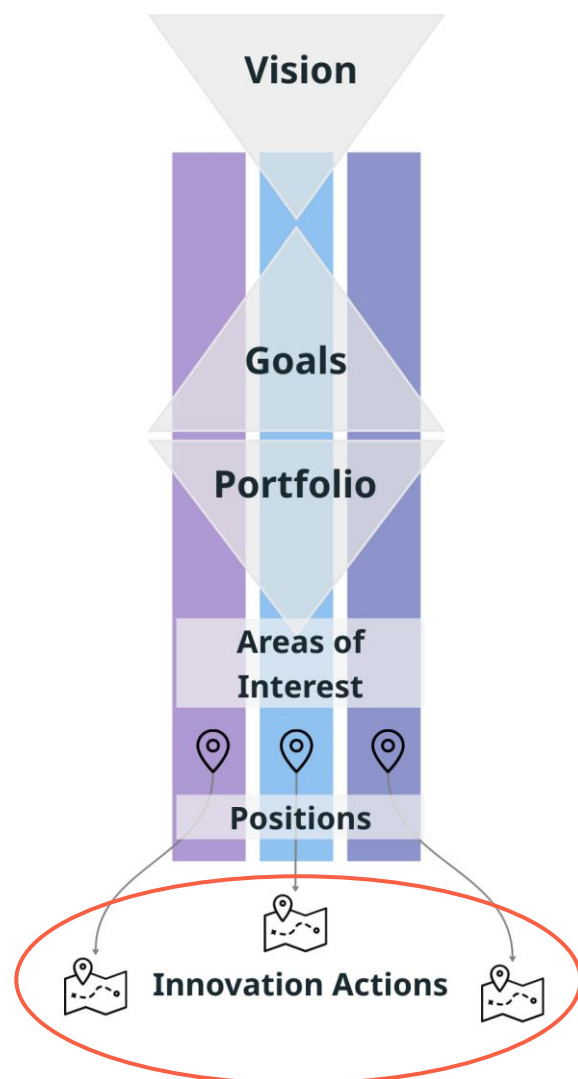 Vision
Goals
Portfolio
Areas of
Interest
Positions
Innovation Actions